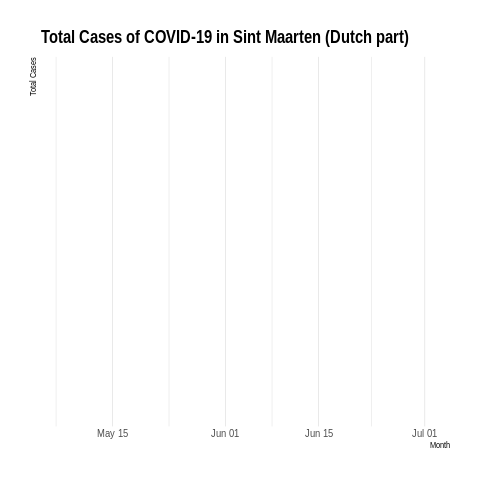 Total Cases of COVID-19 in Sint Maarten (Dutch part)
Total Cases
May 15
Jun 01
Jun 15
Jul 01
Month